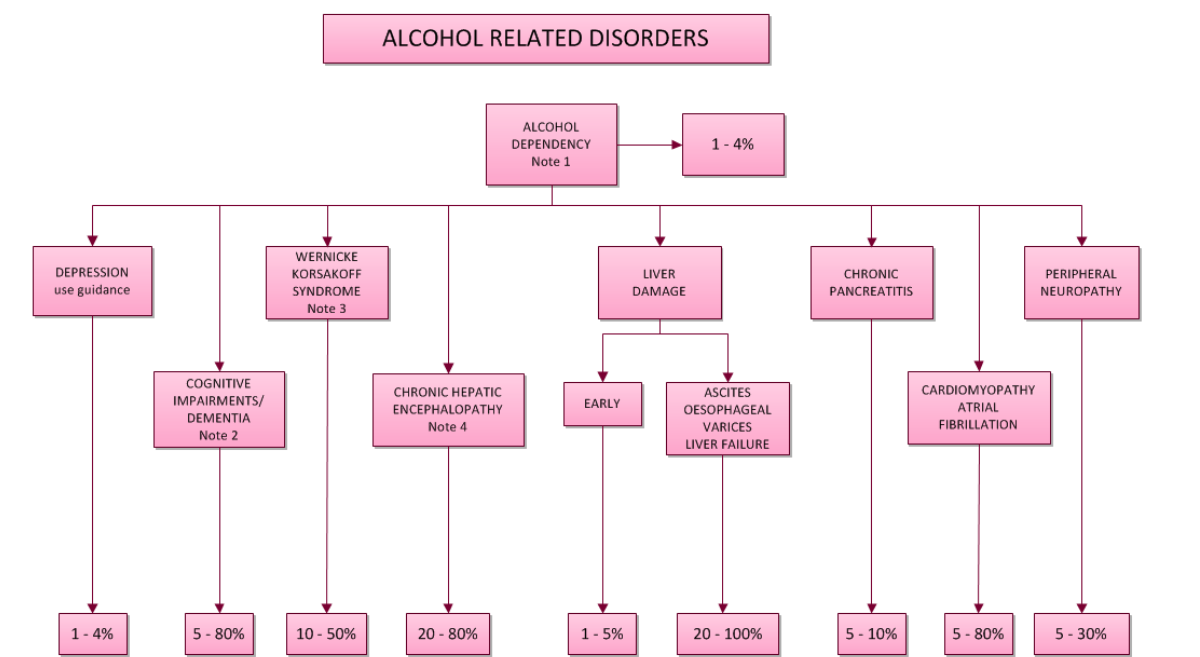 ALCOHOL RELATED DISORDERS
ALCOHOL
DEPENDENCY
Note 1
1 - 4%
DEPRESSION
use guidance
WERNICKE
KORSAKOFF
SYNDROME
Note 3
LIVER
DAMAGE
CHRONIC
PANCREATITIS
PERIPHERAL
NEUROPATHY
COGNITIVE
IMPAIRMENTS/
DEMENTIA
Note 2
CHRONIC HEPATIC
ENCEPHALOPATHY
Note 4
EARLY
ASCITES
OESOPHAGEAL
VARICES
LIVER FAILURE
CARDIOMYOPATHY
ATRIAL
FIBRILLATION
1 - 4%
5 - 80%
10 - 50%
20 - 80%
1 - 5%
20 - 100%
5 - 10%
5 - 80%
5 - 30%